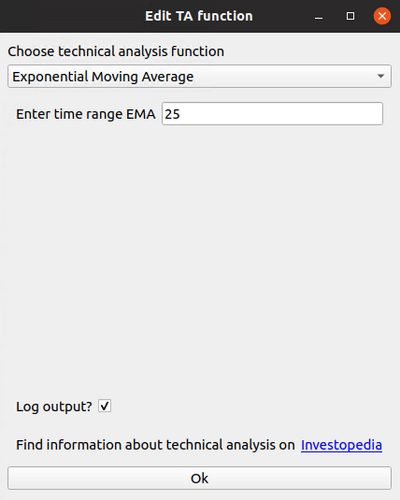 Edit TA function
Choose technical analysis function
Exponential Moving Average
Enter time range EMA 25
Log output?
Find information about technical analysis on Investopedia
Ok